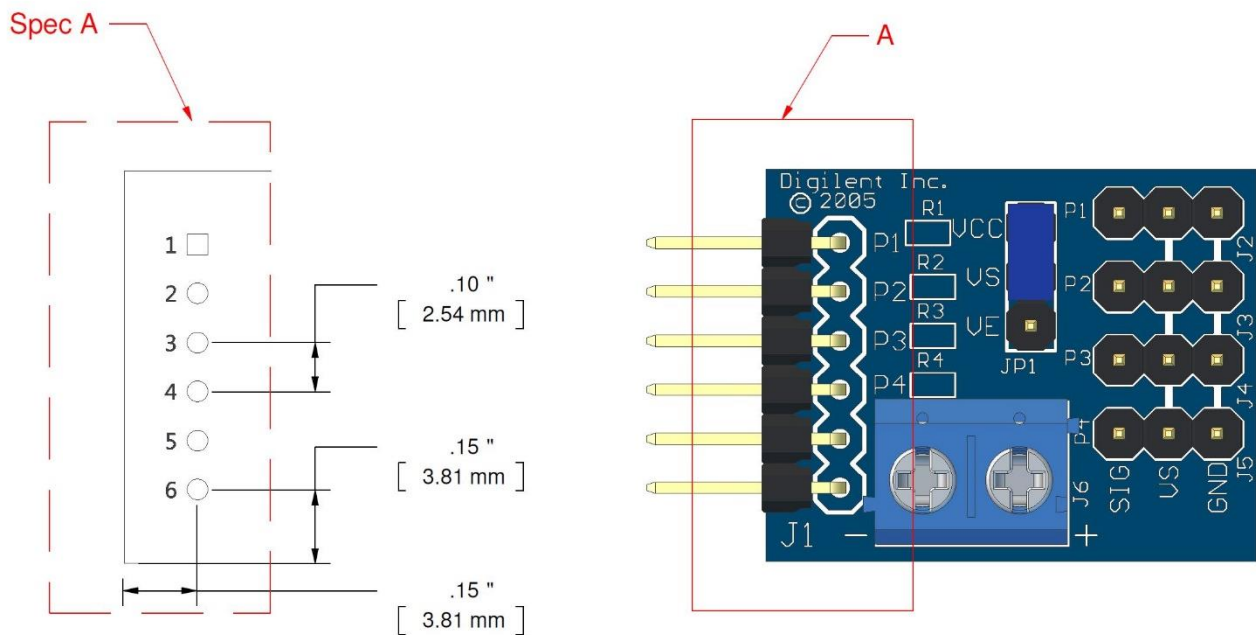 Spec A
A
1
2
3
4
5
6
.10 "
[ 2.54 mm ]
.15 "
[ 3.81 mm ]
.15 "
[ 3.81 mm ]
Digilent Inc.
© 2005
R1
P1
VCC
P1
J2
R2
P2
VS
P2
J3
R3
P3
VE
P3
J4
R4
P4
JP1
P4
J5
J6
SIG
VS
GND
J1
-
+